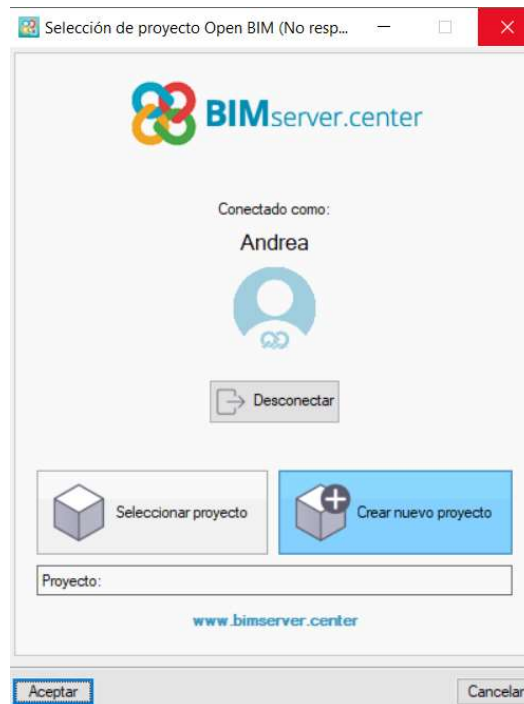 Selección de proyecto Open BIM (No resp...
BIMserver.center
Conectado como:
Andrea
Desconectar
Seleccionar proyecto
Crear nuevo proyecto
Proyecto:
www.bimserver.center
Aceptar
Cancelar